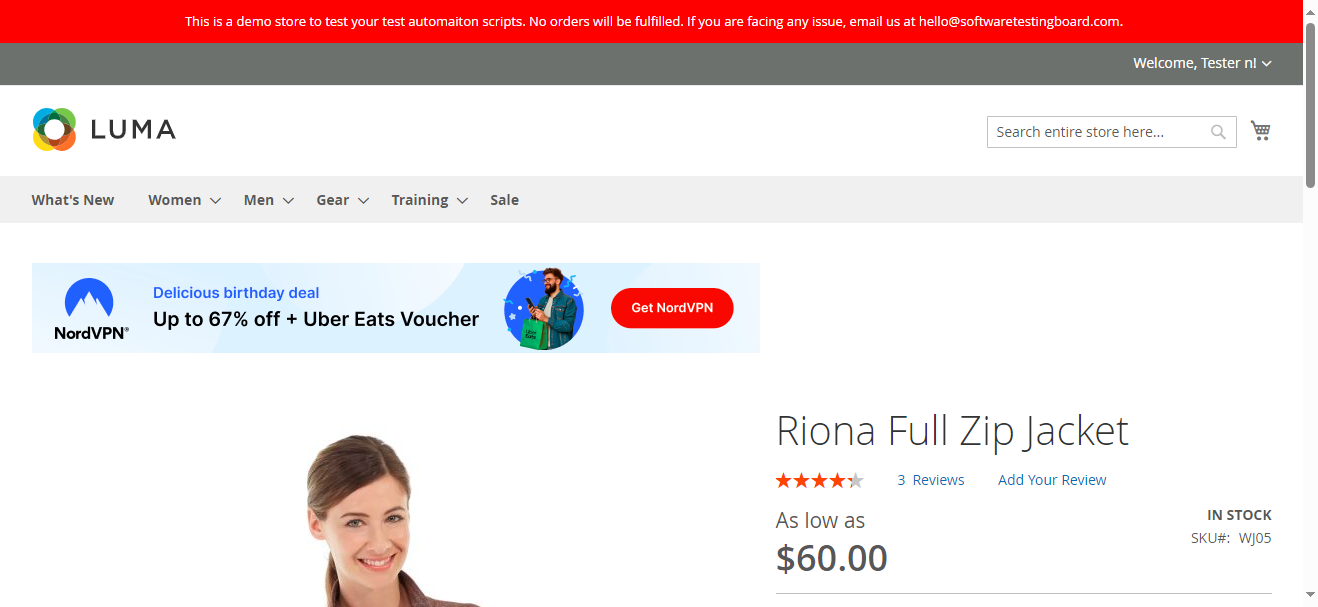 This is a demo store to test your test automaiton scripts. No orders will be fulfilled. If you are facing any issue, email us at hello@softwaretestingboard.com.
Welcome, Tester n!
LUMA
Search entire store here...
What's New Women Men Gear Training Sale
NordVPN®
Delicious birthday deal
Up to 67% off + Uber Eats Voucher
Uber Eats
Get NordVPN
Riona Full Zip Jacket
3 Reviews Add Your Review
As low as
$60.00
IN STOCK
SKU#: WJ05